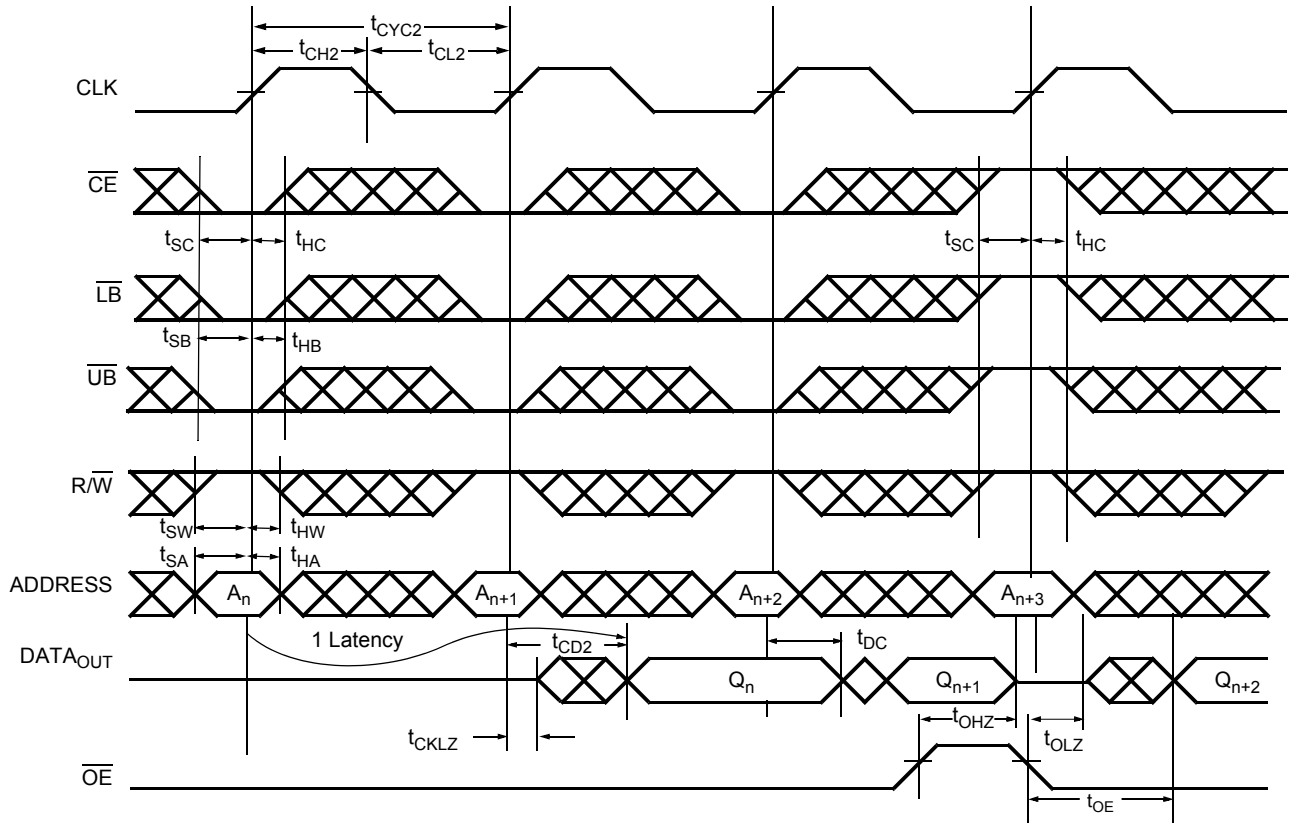 tCYC2
tCH2
tCL2
CLK
CE
tSC
tHC
tSC
tHC
LB
tSB
tHB
UB
R/W
tSW
tHW
tSA
tHA
ADDRESS
An
An+1
An+2
An+3
1 Latency
tCD2
tDC
DATAOUT
Qn
Qn+1
Qn+2
tOHZ
tCKLZ
tOLZ
OE
tOE